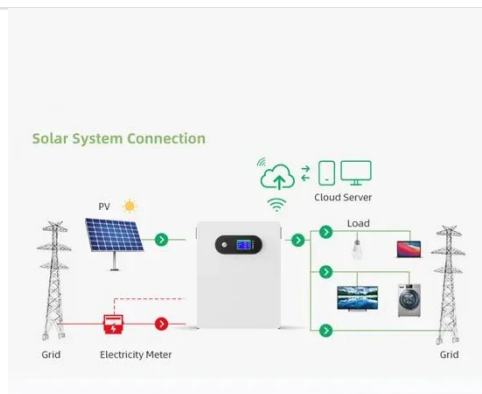 Solar System Connection
Cloud Server
PV
Load
Grid
Electricity Meter
Grid